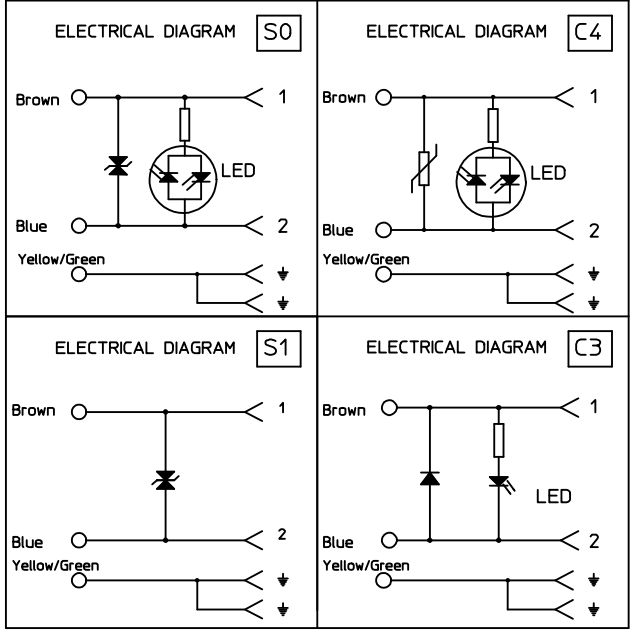 ELECTRICAL DIAGRAM S0
Brown 1
LED
Blue 2
Yellow/Green
ELECTRICAL DIAGRAM C4
Brown 1
LED
Blue 2
Yellow/Green
ELECTRICAL DIAGRAM S1
Brown 1
Blue 2
Yellow/Green
ELECTRICAL DIAGRAM C3
Brown 1
LED
Blue 2
Yellow/Green